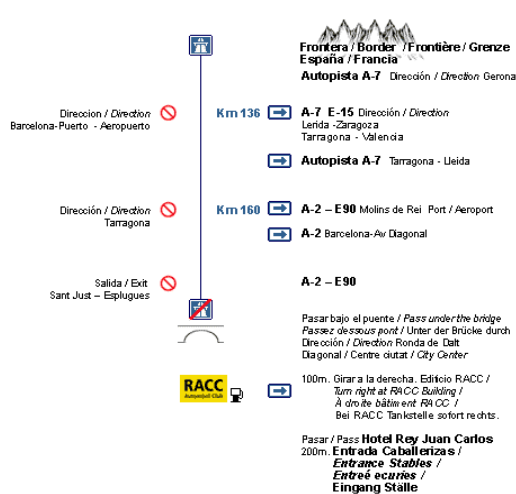 Frontera / Border / Frontière / Grenze
España / Francia
Autopista A-7 Dirección / Direction Gerona
Direccion / Direction
Barcelona-Puerto - Aeropuerto
Km 136
A-7 E-15 Dirección / Direction
Lerida -Zaragoza
Tarragona - Valencia
Autopista A-7 Tarragona - Lleida
Dirección / Direction
Tarragona
Km 160
A-2 – E90 Molins de Rei Port / Aeroport
A-2 Barcelona-Av Diagonal
Salida / Exit
Sant Just – Esplugues
A-2 – E90
Pasar bajo el puente / Pass under the bridge
Passez dessous pont / Unter der Brücke durch
Dirección / Direction Ronda de Dalt
Diagonal / Centre ciutat / City Center
RACC
Automòbil Club
100m. Girar a la derecha. Edificio RACC /
Turn right at RACC Building /
À droite bâtiment RACC /
Bei RACC Tankstelle sofort rechts.
Pasar / Pass Hotel Rey Juan Carlos
200m. Entrada Caballerizas /
Entrance Stables /
Entreé ecuries /
Eingang Ställe